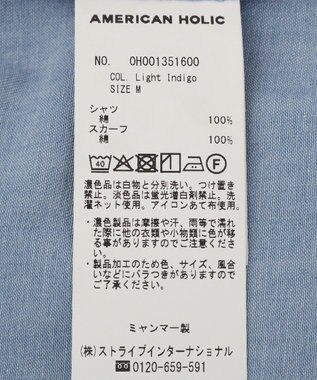 AMERICAN HOLIC
NO. OH001351600
COL. Light Indigo
SIZE M
シャツ
綿 100%
スカーフ
綿 100%
40 F
濃色品は白物と分別洗い。つけ置き
禁止。淡色品は蛍光増白剤禁止。洗
濯ネット使用。アイロンあて布使用。
・濃色製品は摩擦や汗、雨等で濡れ
た際に他の衣類や小物類に色が移
る事がありますのでご注意くださ
い。
・製品加工のため色、サイズ、風合
いなどにバラつきがありますので
ご了承ください。
ミャンマー製
(株)ストライプインターナショナル
0120-659-591